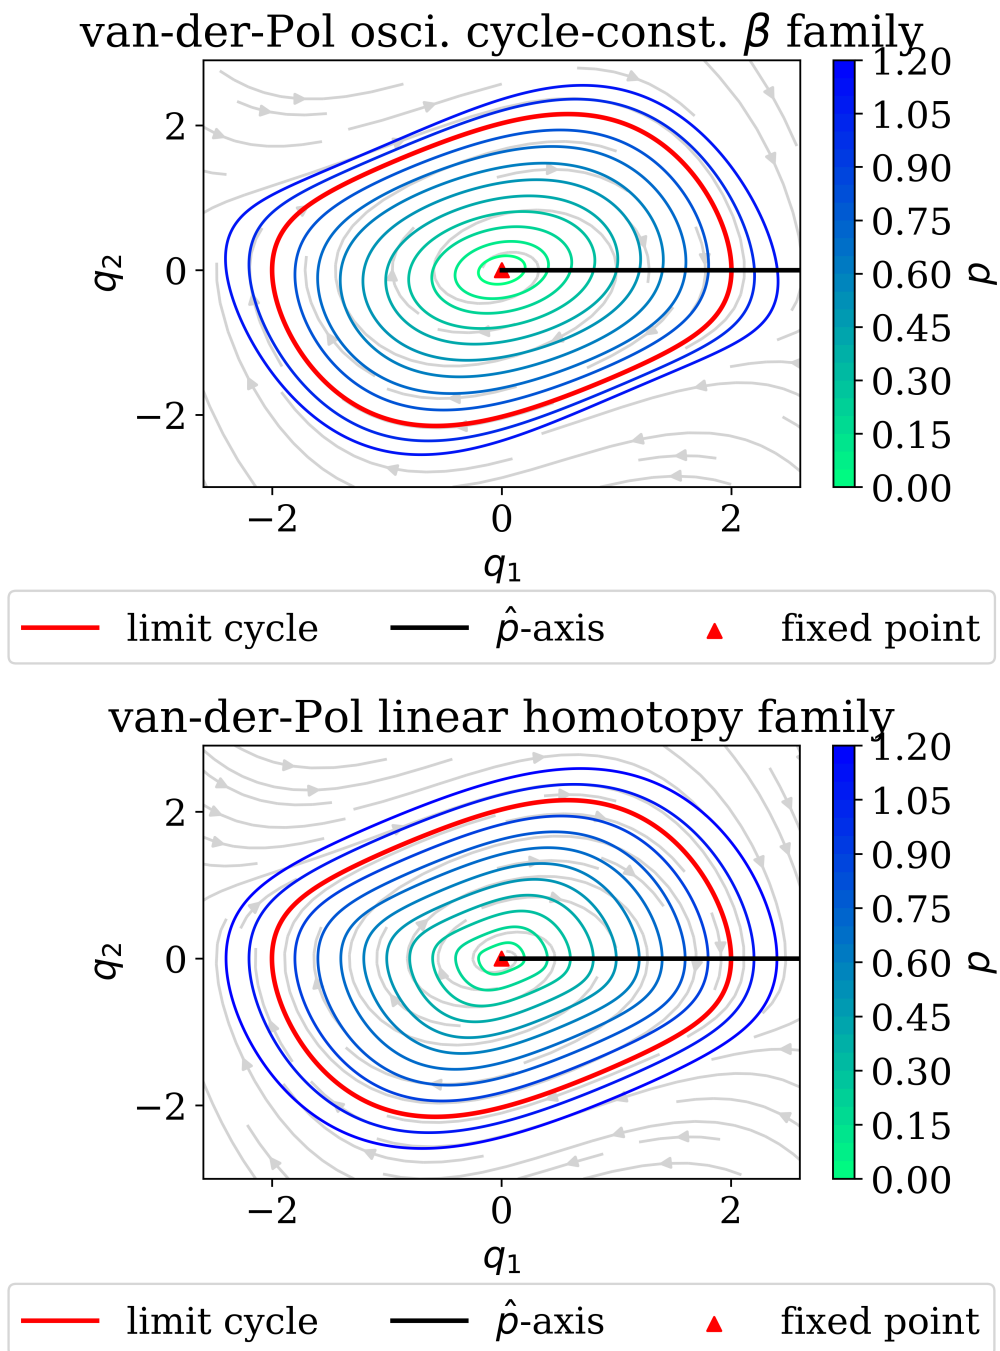 van-der-Pol osci. cycle-const. β family
2
0
−2
q₂
−2 0 2
q₁
1.20
1.05
0.90
0.75
0.60
0.45
0.30
0.15
0.00
p
limit cycle p̂-axis fixed point
van-der-Pol linear homotopy family
2
0
−2
q₂
−2 0 2
q₁
1.20
1.05
0.90
0.75
0.60
0.45
0.30
0.15
0.00
p
limit cycle p̂-axis fixed point